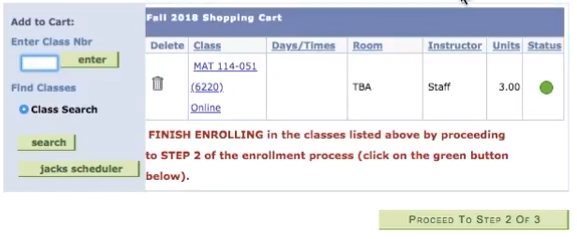 Fall 2018 Shopping Cart
Add to Cart:
Enter Class Nbr
enter
Find Classes
Class Search
search
jacks scheduler
Delete Class Days/Times Room Instructor Units Status
MAT 114-051
(6220)
Online
TBA Staff 3.00
FINISH ENROLLING in the classes listed above by proceeding
to STEP 2 of the enrollment process (click on the green button
below).
PROCEED TO STEP 2 OF 3